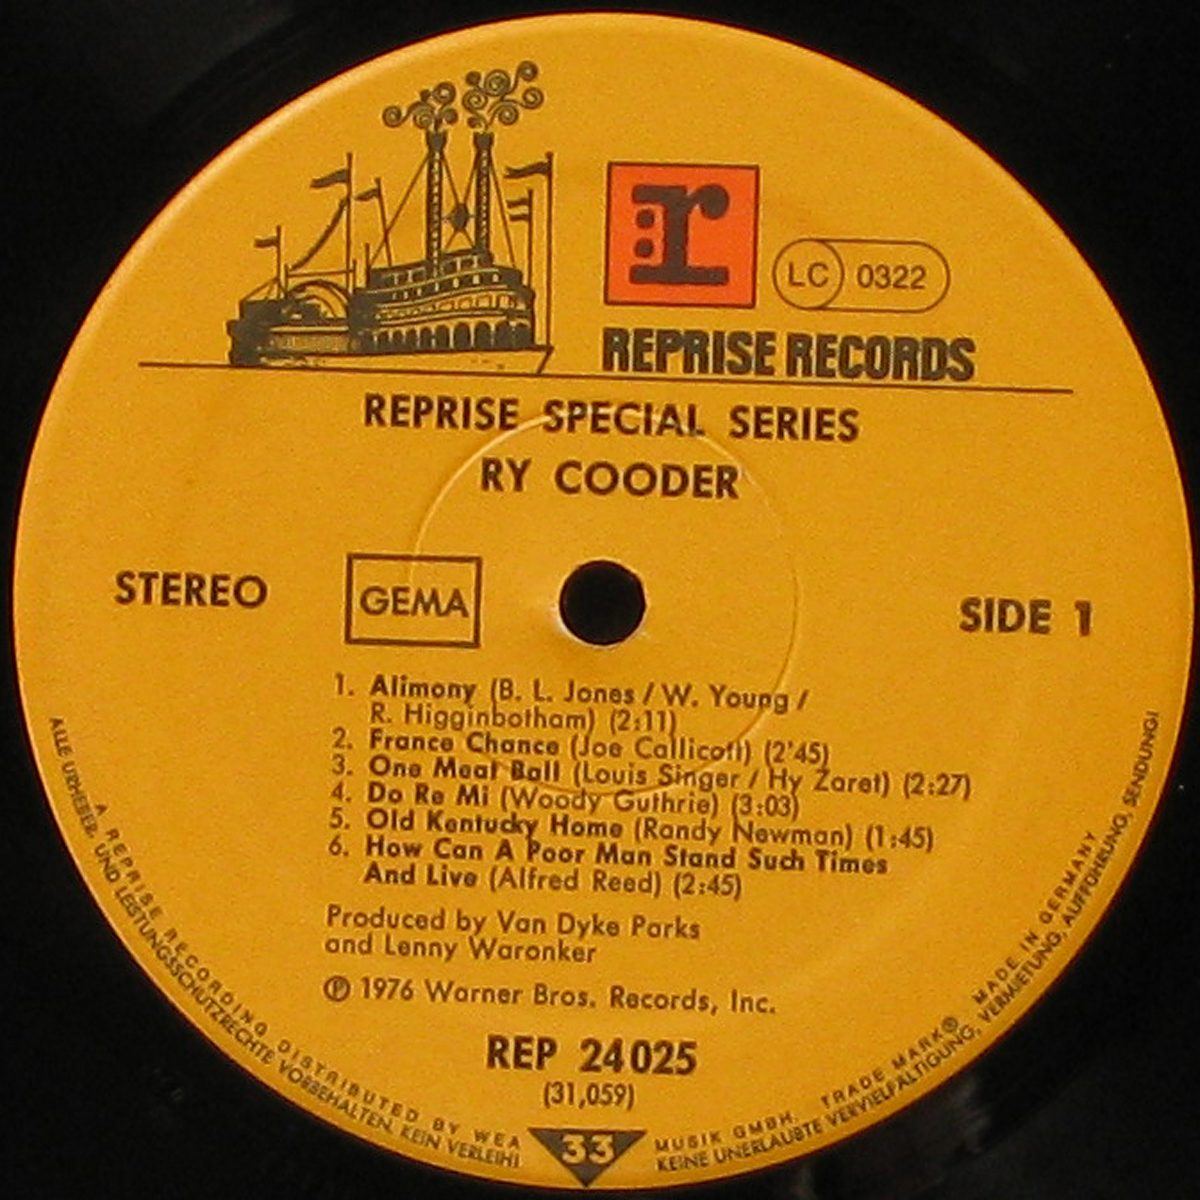 r
LC 0322
REPRISE RECORDS
REPRISE SPECIAL SERIES
RY COODER
STEREO
GEMA
SIDE 1
1. Alimony (B. L. Jones / W. Young /
R. Higginbotham) (2:11)
2. France Chance (Joe Callicott) (2'45)
3. One Meat Ball (Louis Singer / Hy Zaret) (2:27)
4. Do Re Mi (Woody Guthrie) (3:03)
5. Old Kentucky Home (Randy Newman) (1:45)
6. How Can A Poor Man Stand Such Times
And Live (Alfred Reed) (2:45)
Produced by Van Dyke Parks
and Lenny Waronker
℗ 1976 Warner Bros. Records, Inc.
REP 24 025
(31,059)
33
A REPRISE RECORDING DISTRIBUTED BY WEA MUSIK GMBH. TRADE MARK® MADE IN GERMANY
ALLE URHEBER- UND LEISTUNGSSCHUTZRECHTE VORBEHALTEN. KEIN VERLEIH! KEINE UNERLAUBTE VERVIELFÄLTIGUNG, VERMIETUNG, AUFFÜHRUNG, SENDUNG!